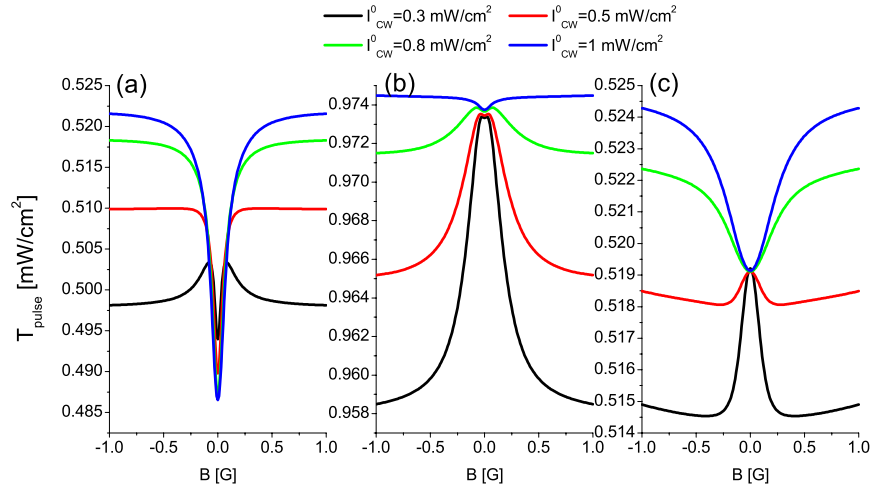 I⁰CW=0.3 mW/cm² I⁰CW=0.5 mW/cm²
I⁰CW=0.8 mW/cm² I⁰CW=1 mW/cm²
(a)
0.525
0.520
0.515
0.510
0.505
0.500
0.495
0.490
0.485
Tpulse [mW/cm²]
-1.0 -0.5 0.0 0.5 1.0
B [G]
(b)
0.974
0.972
0.970
0.968
0.966
0.964
0.962
0.960
0.958
-1.0 -0.5 0.0 0.5 1.0
B [G]
(c)
0.525
0.524
0.523
0.522
0.521
0.520
0.519
0.518
0.517
0.516
0.515
0.514
-1.0 -0.5 0.0 0.5 1.0
B [G]